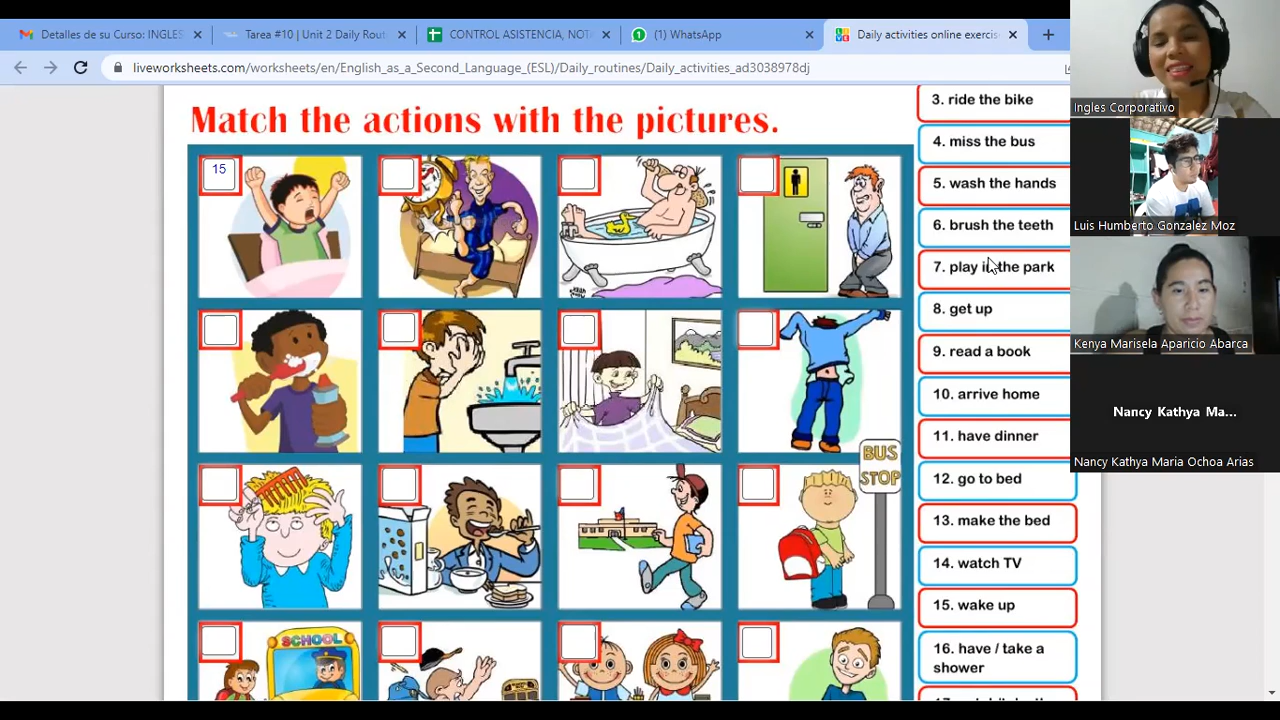 Detalles de su Curso: INGLES
Tarea #10 | Unit 2 Daily Rout
CONTROL ASISTENCIA, NOT
(1) WhatsApp
Daily activities online exercis
liveworksheets.com/worksheets/en/English_as_a_Second_Language_(ESL)/Daily_routines/Daily_activities_ad3038978dj
Match the actions with the pictures.
15
BUS
STOP
SCHOOL
3. ride the bike
4. miss the bus
5. wash the hands
6. brush the teeth
7. play in the park
8. get up
9. read a book
10. arrive home
11. have dinner
12. go to bed
13. make the bed
14. watch TV
15. wake up
16. have / take a
shower
Ingles Corporativo
Luis Humberto Gonzalez Moz
Kenya Marisela Aparicio Abarca
Nancy Kathya Ma...
Nancy Kathya Maria Ochoa Arias